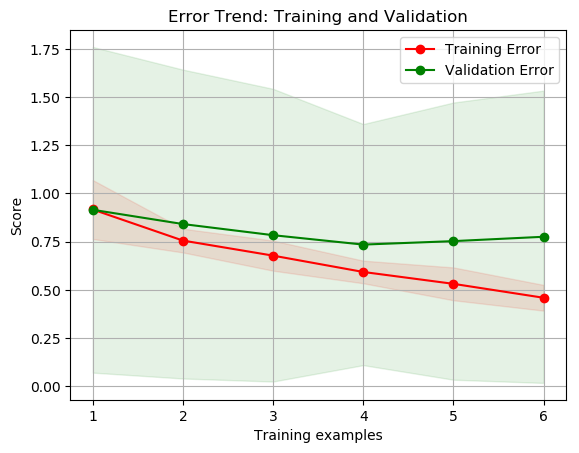 Error Trend: Training and Validation
Training Error
Validation Error
1.75
1.50
1.25
1.00
0.75
0.50
0.25
0.00
Score
1 2 3 4 5 6
Training examples